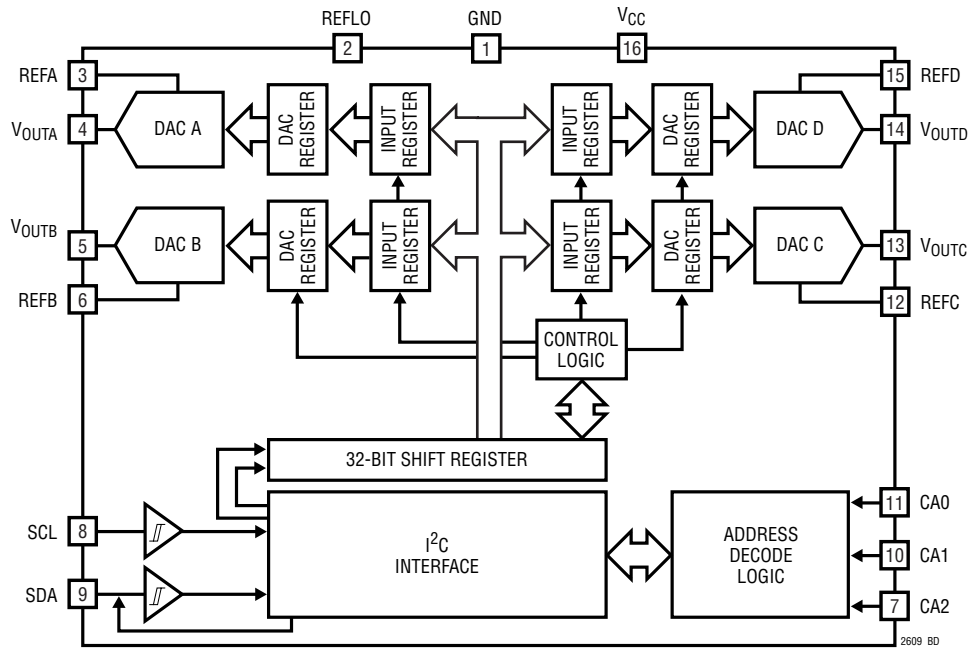 REFLO
GND
VCC
2
1
16
REFA
3
DAC A
DAC
REGISTER
INPUT
REGISTER
INPUT
REGISTER
DAC
REGISTER
DAC D
15
REFD
VOUTA
4
14
VOUTD
VOUTB
5
DAC B
DAC
REGISTER
INPUT
REGISTER
INPUT
REGISTER
DAC
REGISTER
DAC C
13
VOUTC
REFB
6
12
REFC
CONTROL
LOGIC
32-BIT SHIFT REGISTER
SCL
8
I2C
INTERFACE
ADDRESS
DECODE
LOGIC
11
CA0
10
CA1
SDA
9
7
CA2
2609 BD